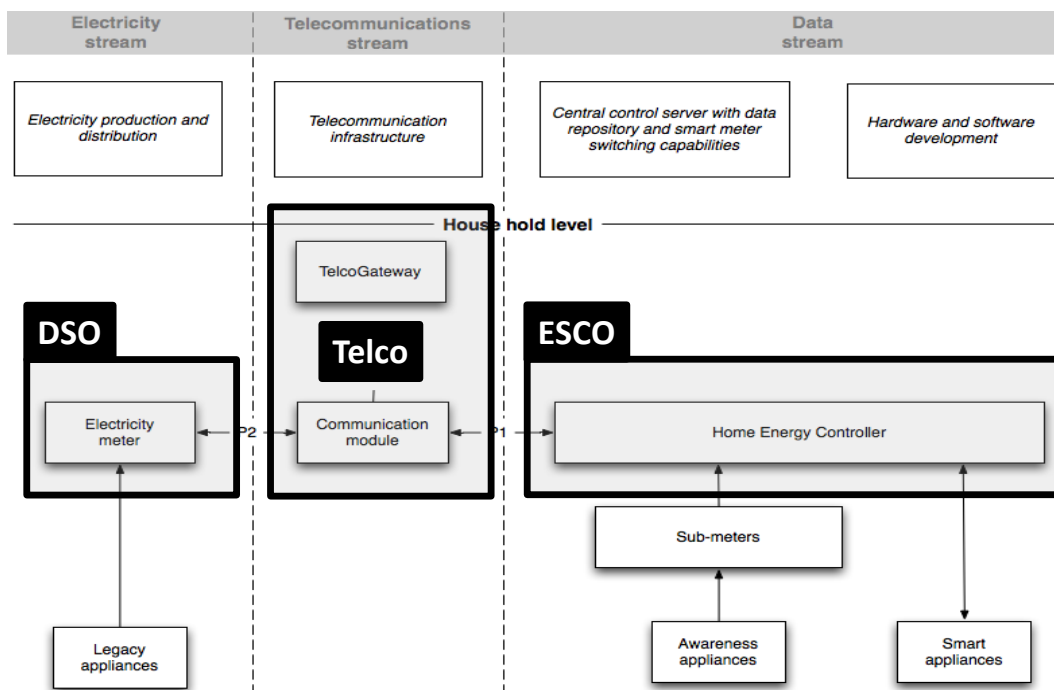 Electricity
stream
Telecommunications
stream
Data
stream
Electricity production and
distribution
Telecommunication
infrastructure
Central control server with data
repository and smart meter
switching capabilities
Hardware and software
development
House hold level
TelcoGateway
DSO
Telco
ESCO
Electricity
meter
P2
Communication
module
P1
Home Energy Controller
Sub-meters
Legacy
appliances
Awareness
appliances
Smart
appliances